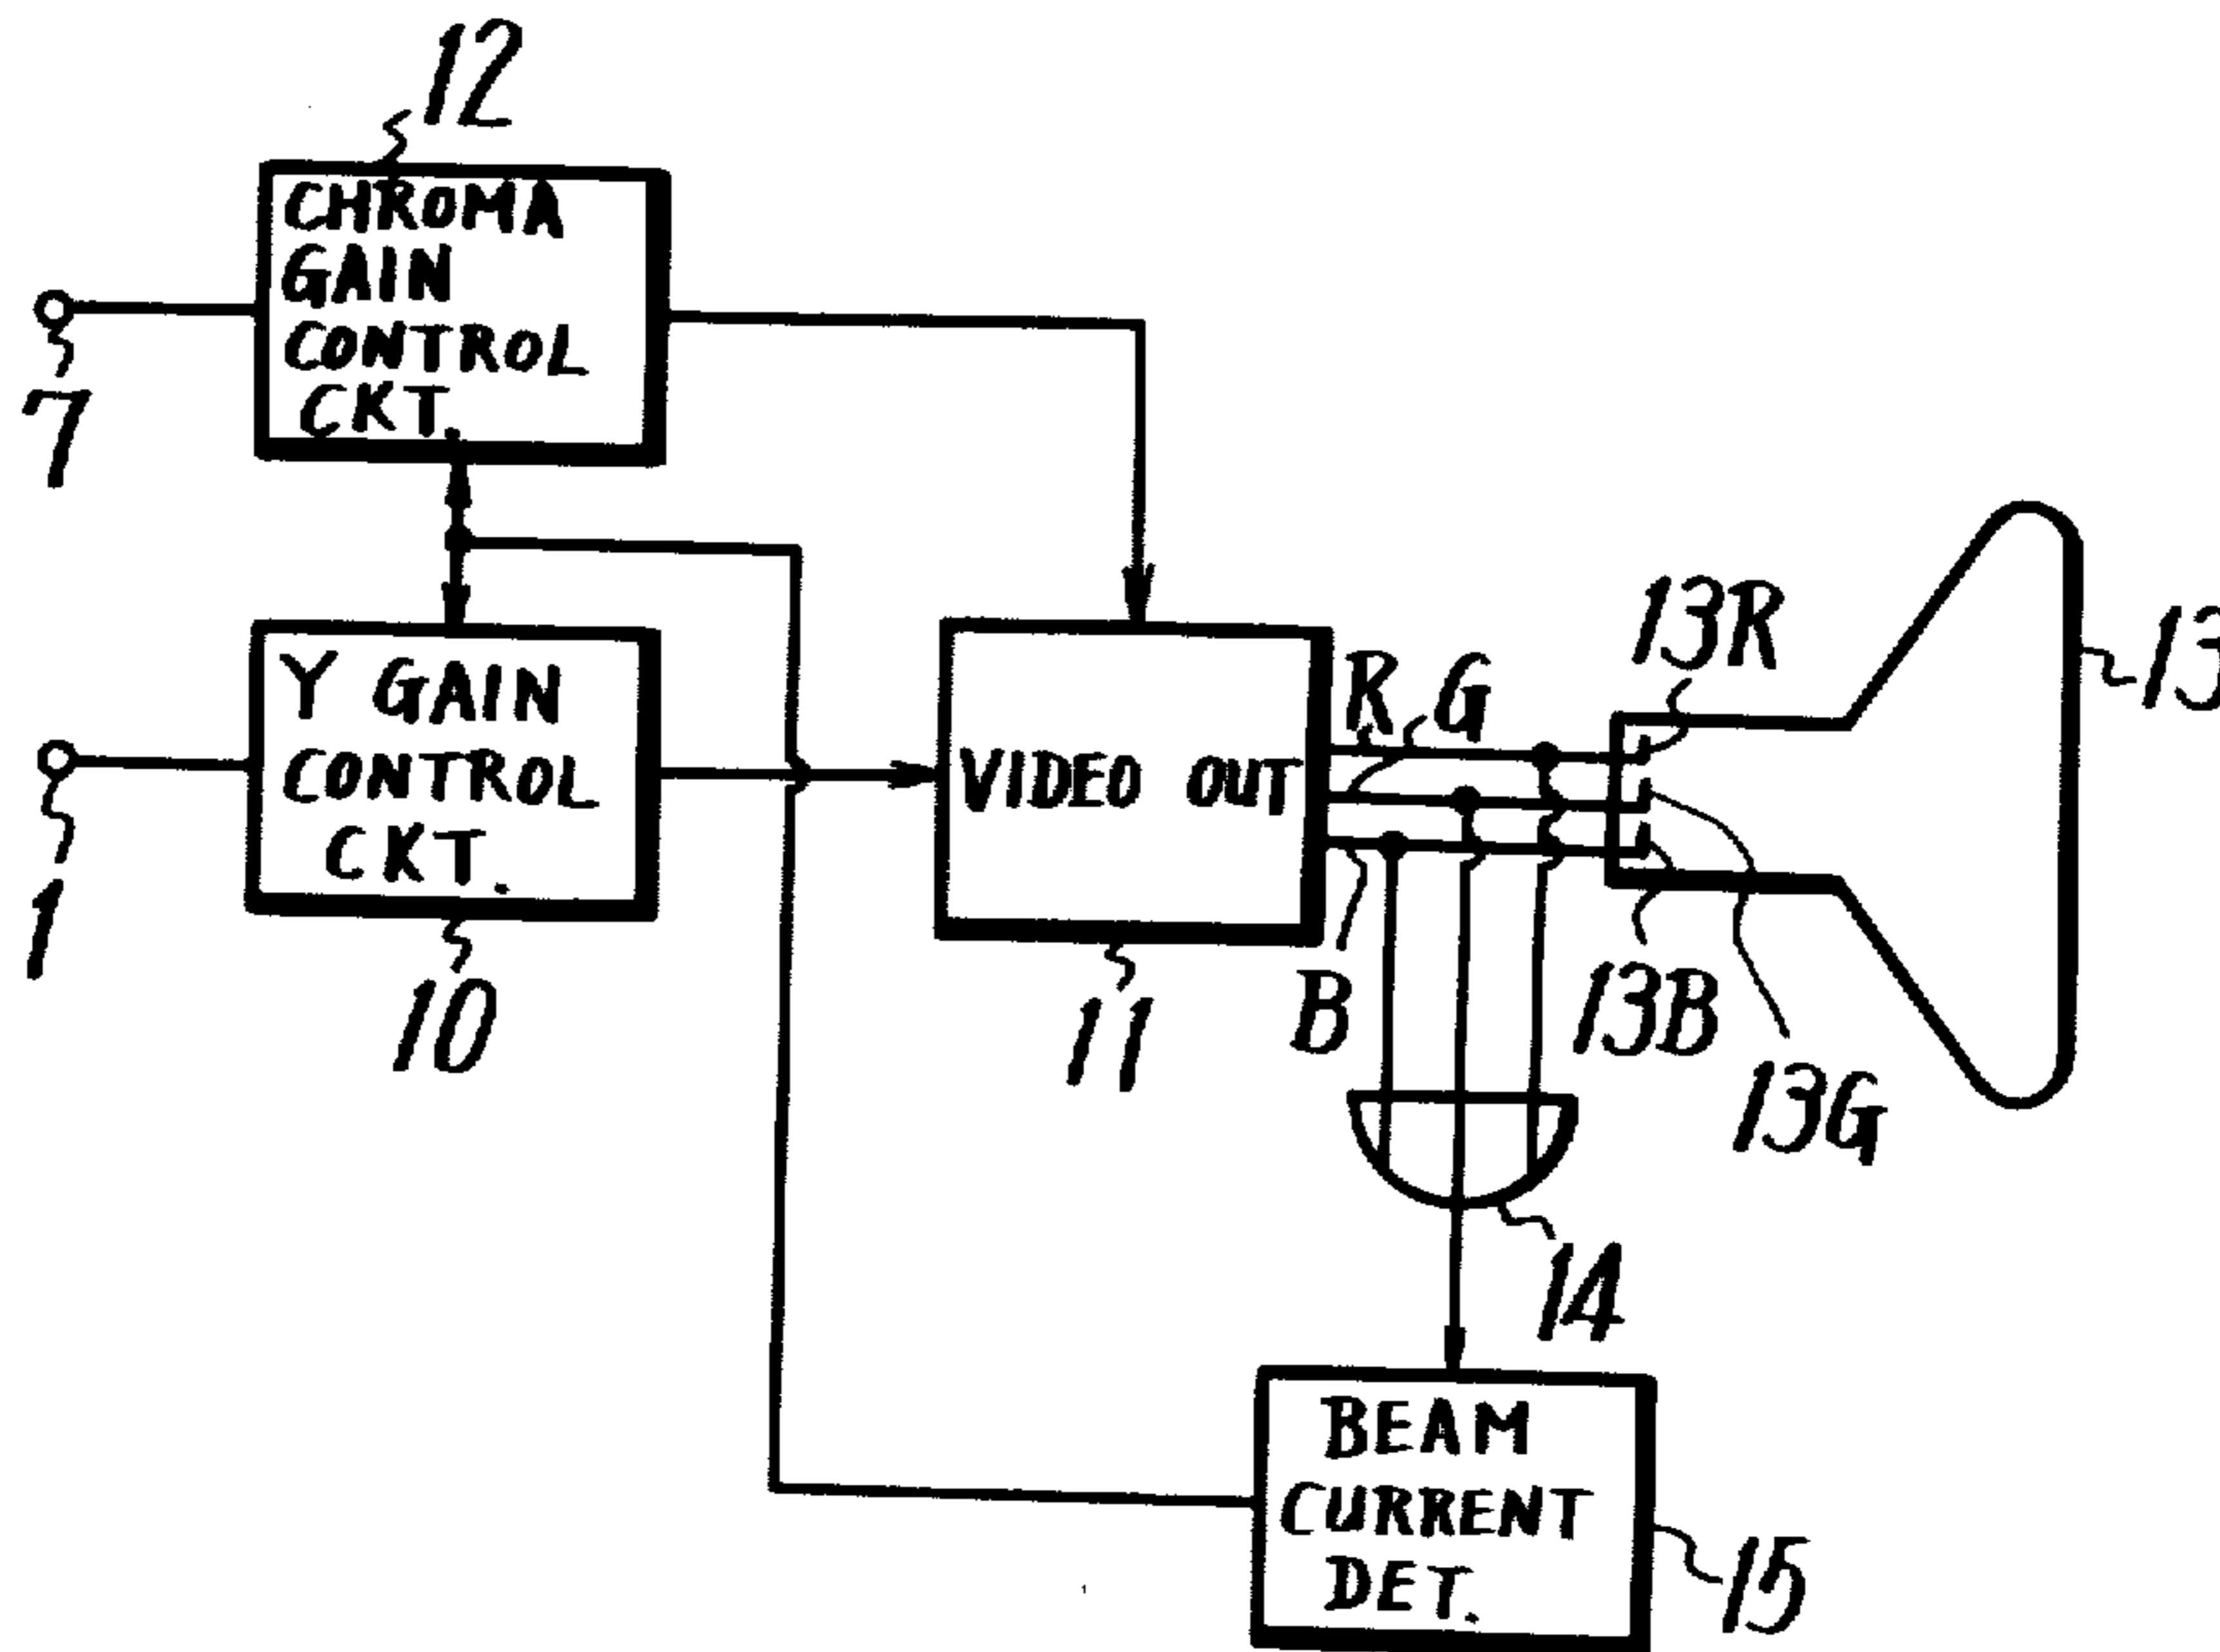 12
CHROMA
GAIN
CONTROL
CKT.
7
Y GAIN
CONTROL
CKT.
1
10
VIDEO OUT
11
R G
B
13R
13
13B
13G
14
BEAM
CURRENT
DET.
15